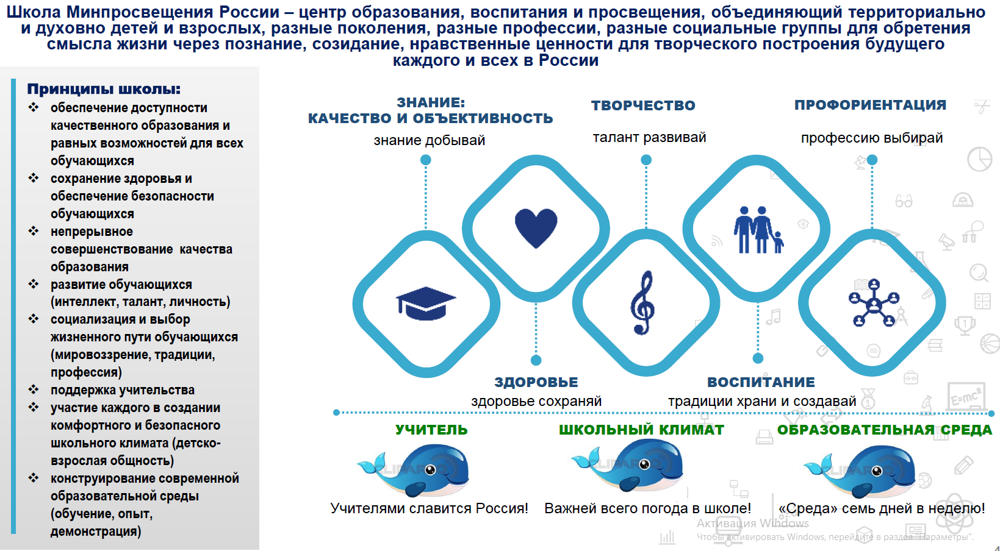 Школа Минпросвещения России – центр образования, воспитания и просвещения, объединяющий территориально
и духовно детей и взрослых, разные поколения, разные профессии, разные социальные группы для обретения
смысла жизни через познание, созидание, нравственные ценности для творческого построения будущего
каждого и всех в России
Принципы школы:
❖ обеспечение доступности
качественного образования и
равных возможностей для всех
обучающихся
❖ сохранение здоровья и
обеспечение безопасности
обучающихся
❖ непрерывное
совершенствование качества
образования
❖ развитие обучающихся
(интеллект, талант, личность)
❖ социализация и выбор
жизненного пути обучающихся
(мировоззрение, традиции,
профессия)
❖ поддержка учительства
❖ участие каждого в создании
комфортного и безопасного
школьного климата (детско-
взрослая общность)
❖ конструирование современной
образовательной среды
(обучение, опыт,
демонстрация)
ЗНАНИЕ:
КАЧЕСТВО И ОБЪЕКТИВНОСТЬ
знание добывай
ТВОРЧЕСТВО
талант развивай
ПРОФОРИЕНТАЦИЯ
профессию выбирай
ЗДОРОВЬЕ
здоровье сохраняй
ВОСПИТАНИЕ
традиции храни и создавай
E=mc²
УЧИТЕЛЬ
Учителями славится Россия!
ШКОЛЬНЫЙ КЛИМАТ
Важней всего погода в школе!
ОБРАЗОВАТЕЛЬНАЯ СРЕДА
«Среда» семь дней в неделю!
Активация Windows
Чтобы активировать Windows, перейдите в раздел "Параметры".